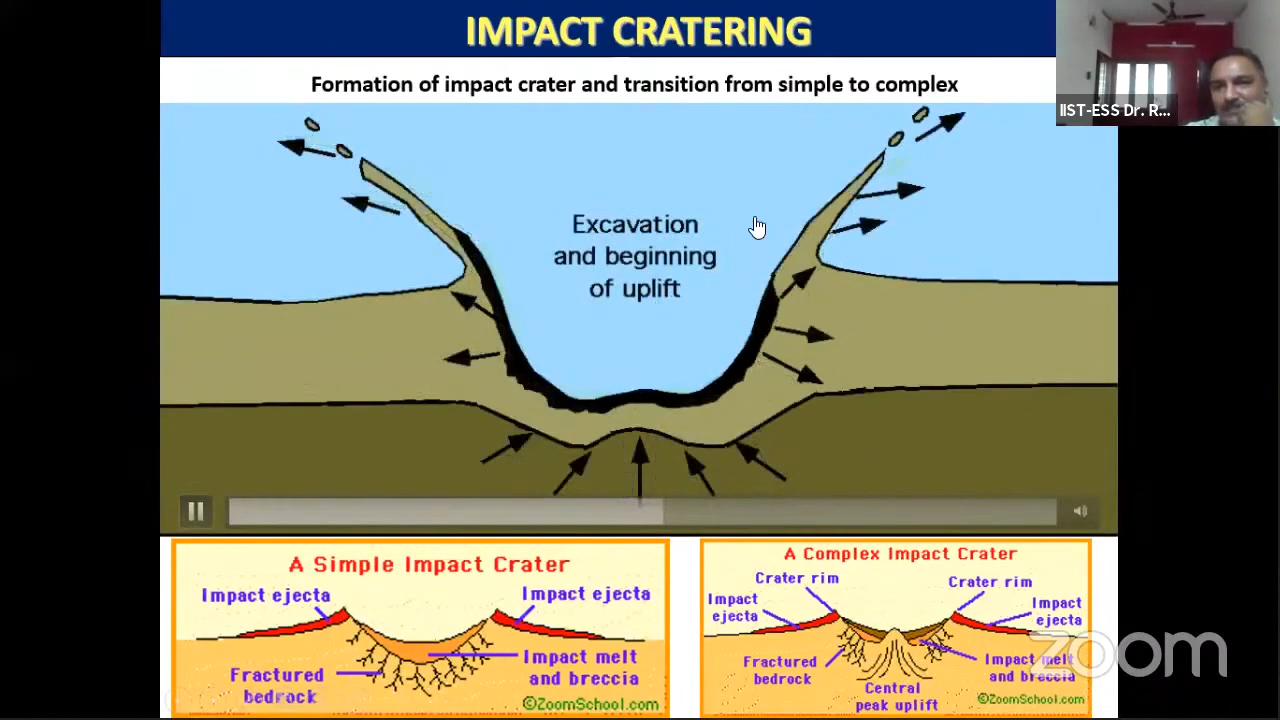 IMPACT CRATERING
Formation of impact crater and transition from simple to complex
IIST-ESS Dr. R...
Excavation
and beginning
of uplift
A Simple Impact Crater
Impact ejecta
Impact ejecta
Fractured
bedrock
Impact melt
and breccia
©ZoomSchool.com
A Complex Impact Crater
Crater rim
Crater rim
Impact
ejecta
Impact
ejecta
Fractured
bedrock
Central
peak uplift
Impact melt
and breccia
©ZoomSchool.com
zoom